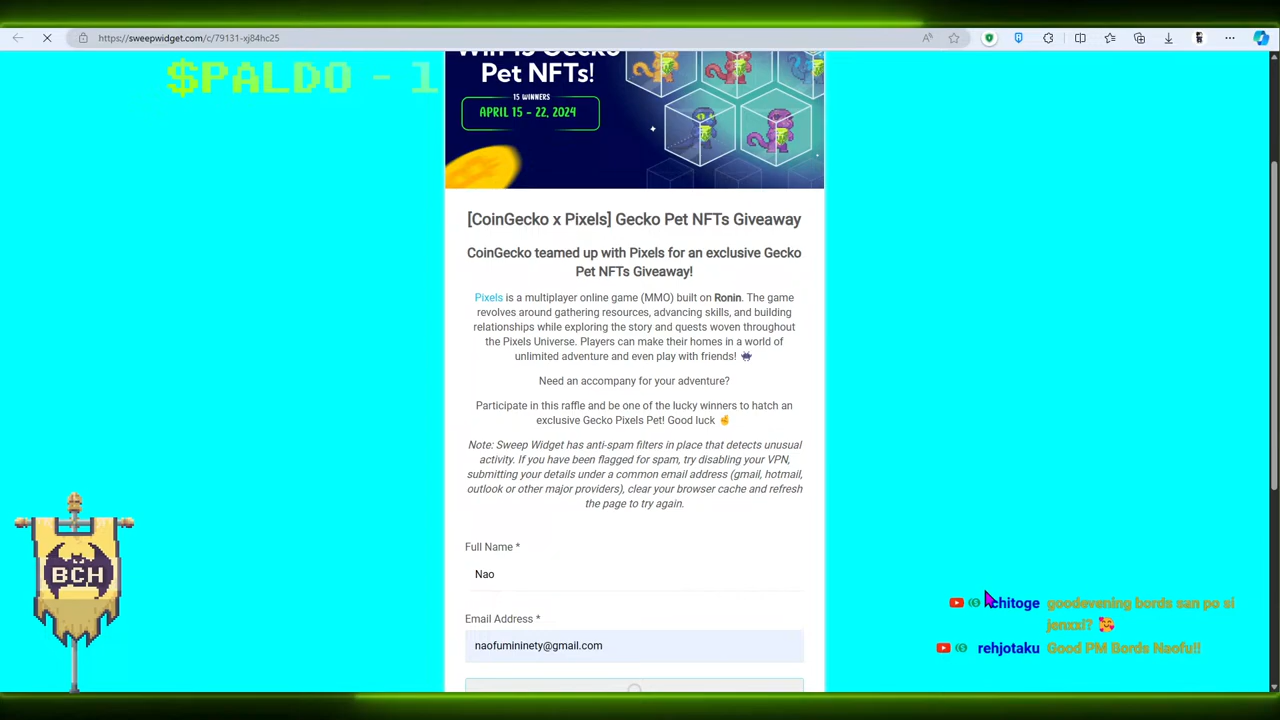 https://sweepwidget.com/c/79131-xj84hc25
$PALDO - 1
Win 15 Gecko
Pet NFTs!
15 WINNERS
APRIL 15 - 22, 2024
[CoinGecko x Pixels] Gecko Pet NFTs Giveaway
CoinGecko teamed up with Pixels for an exclusive Gecko
Pet NFTs Giveaway!
Pixels is a multiplayer online game (MMO) built on Ronin. The game
revolves around gathering resources, advancing skills, and building
relationships while exploring the story and quests woven throughout
the Pixels Universe. Players can make their homes in a world of
unlimited adventure and even play with friends! 👾
Need an accompany for your adventure?
Participate in this raffle and be one of the lucky winners to hatch an
exclusive Gecko Pixels Pet! Good luck ✌️
Note: Sweep Widget has anti-spam filters in place that detects unusual
activity. If you have been flagged for spam, try disabling your VPN,
submitting your details under a common email address (gmail, hotmail,
outlook or other major providers), clear your browser cache and refresh
the page to try again.
Full Name *
Nao
Email Address *
naofumininety@gmail.com
BCH
chitoge goodevening bords san po si
jenxxi? 🥰
rehjotaku Good PM Bords Naofu!!